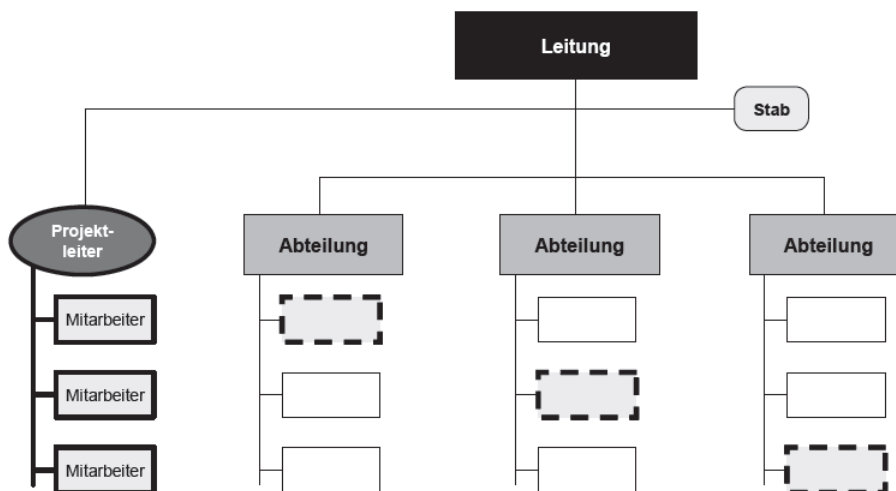 Leitung
Stab
Projekt-
leiter
Abteilung
Abteilung
Abteilung
Mitarbeiter
Mitarbeiter
Mitarbeiter